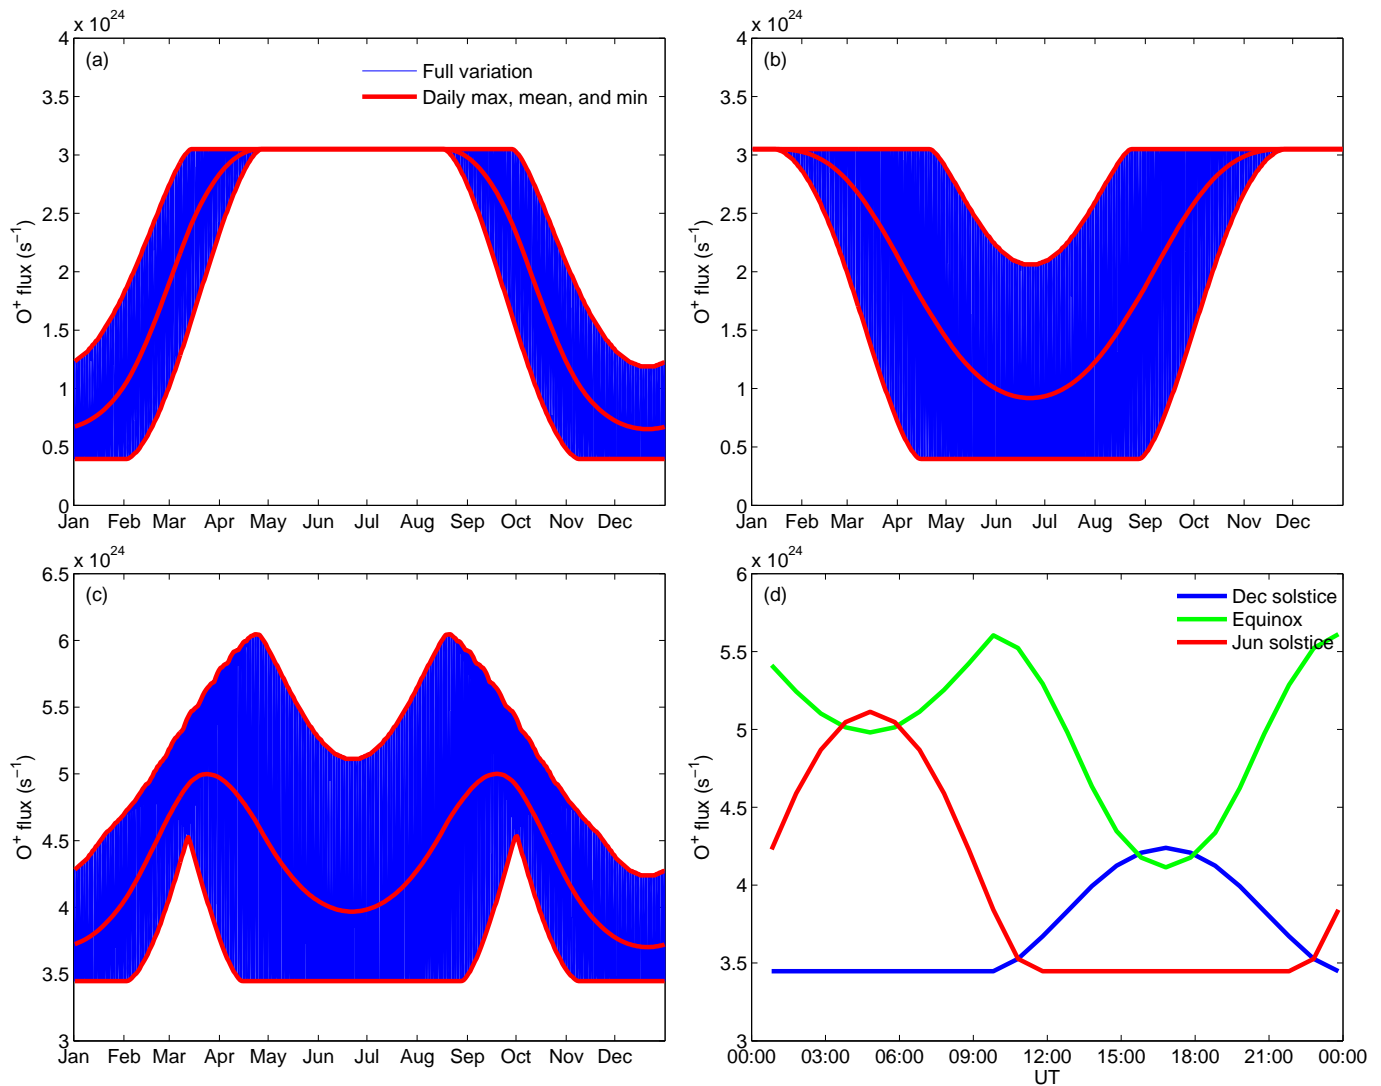 x 10^24
(a)
Full variation
Daily max, mean, and min
4
3.5
3
2.5
2
1.5
1
0.5
0
O^+ flux (s^−1)
Jan Feb Mar Apr May Jun Jul Aug Sep Oct Nov Dec
x 10^24
(b)
4
3.5
3
2.5
2
1.5
1
0.5
0
O^+ flux (s^−1)
Jan Feb Mar Apr May Jun Jul Aug Sep Oct Nov Dec
x 10^24
(c)
6.5
6
5.5
5
4.5
4
3.5
3
O^+ flux (s^−1)
Jan Feb Mar Apr May Jun Jul Aug Sep Oct Nov Dec
x 10^24
(d)
Dec solstice
Equinox
Jun solstice
6
5.5
5
4.5
4
3.5
3
O^+ flux (s^−1)
00:00 03:00 06:00 09:00 12:00 15:00 18:00 21:00 00:00
UT